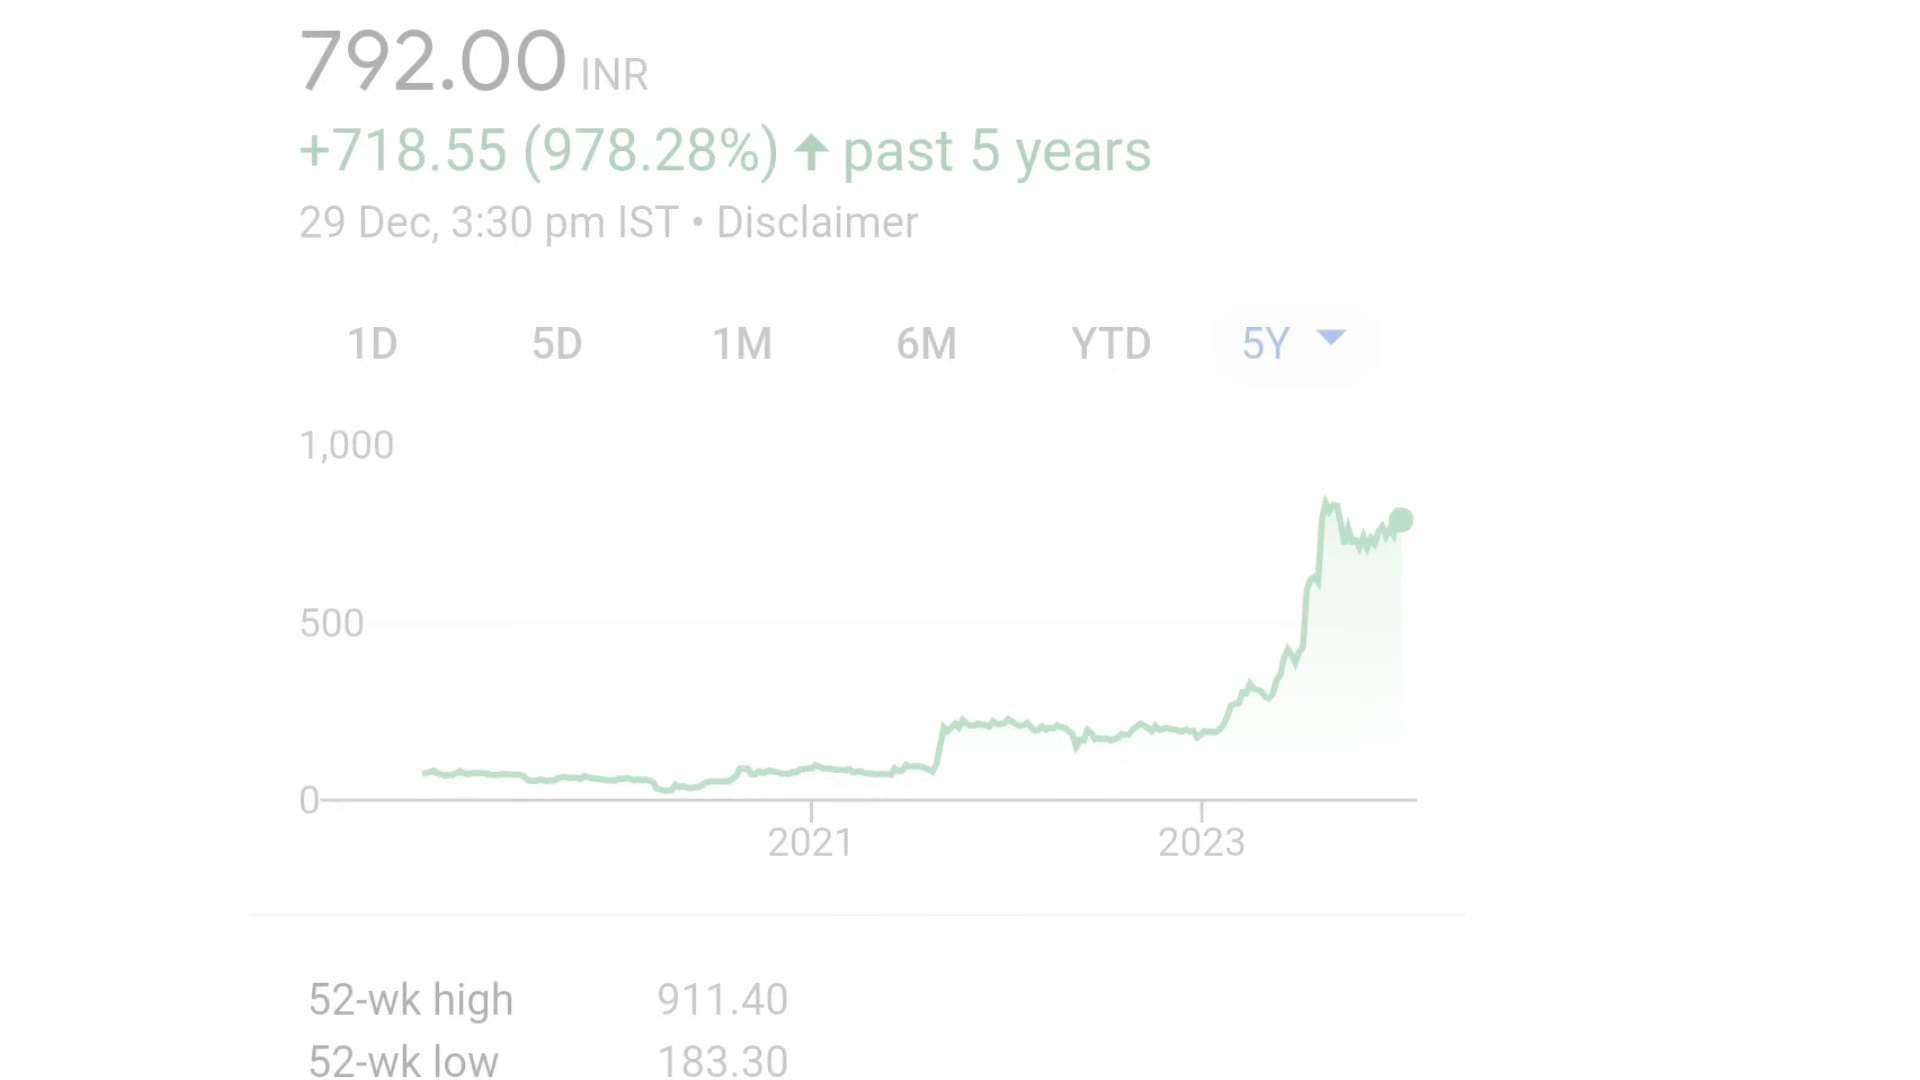 792.00 INR
+718.55 (978.28%) ↑ past 5 years
29 Dec, 3:30 pm IST • Disclaimer
1D 5D 1M 6M YTD 5Y
1,000
500
0
2021 2023
52-wk high 911.40
52-wk low 183.30